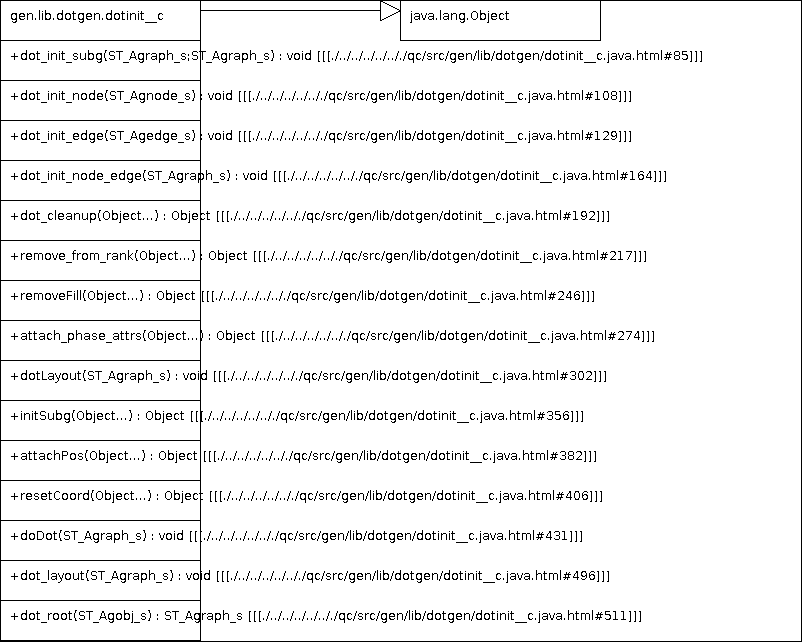 gen.lib.dotgen.dotinit__c
java.lang.Object
+dot_init_subg(ST_Agraph_s;ST_Agraph_s) : void [[[./../../../../../../qc/src/gen/lib/dotgen/dotinit__c.java.html#85]]]
+dot_init_node(ST_Agnode_s) : void [[[./../../../../../../qc/src/gen/lib/dotgen/dotinit__c.java.html#108]]]
+dot_init_edge(ST_Agedge_s) : void [[[./../../../../../../qc/src/gen/lib/dotgen/dotinit__c.java.html#129]]]
+dot_init_node_edge(ST_Agraph_s) : void [[[./../../../../../../qc/src/gen/lib/dotgen/dotinit__c.java.html#164]]]
+dot_cleanup(Object...) : Object [[[./../../../../../../qc/src/gen/lib/dotgen/dotinit__c.java.html#192]]]
+remove_from_rank(Object...) : Object [[[./../../../../../../qc/src/gen/lib/dotgen/dotinit__c.java.html#217]]]
+removeFill(Object...) : Object [[[./../../../../../../qc/src/gen/lib/dotgen/dotinit__c.java.html#246]]]
+attach_phase_attrs(Object...) : Object [[[./../../../../../../qc/src/gen/lib/dotgen/dotinit__c.java.html#274]]]
+dotLayout(ST_Agraph_s) : void [[[./../../../../../../qc/src/gen/lib/dotgen/dotinit__c.java.html#302]]]
+initSubg(Object...) : Object [[[./../../../../../../qc/src/gen/lib/dotgen/dotinit__c.java.html#356]]]
+attachPos(Object...) : Object [[[./../../../../../../qc/src/gen/lib/dotgen/dotinit__c.java.html#382]]]
+resetCoord(Object...) : Object [[[./../../../../../../qc/src/gen/lib/dotgen/dotinit__c.java.html#406]]]
+doDot(ST_Agraph_s) : void [[[./../../../../../../qc/src/gen/lib/dotgen/dotinit__c.java.html#431]]]
+dot_layout(ST_Agraph_s) : void [[[./../../../../../../qc/src/gen/lib/dotgen/dotinit__c.java.html#496]]]
+dot_root(ST_Agobj_s) : ST_Agraph_s [[[./../../../../../../qc/src/gen/lib/dotgen/dotinit__c.java.html#511]]]